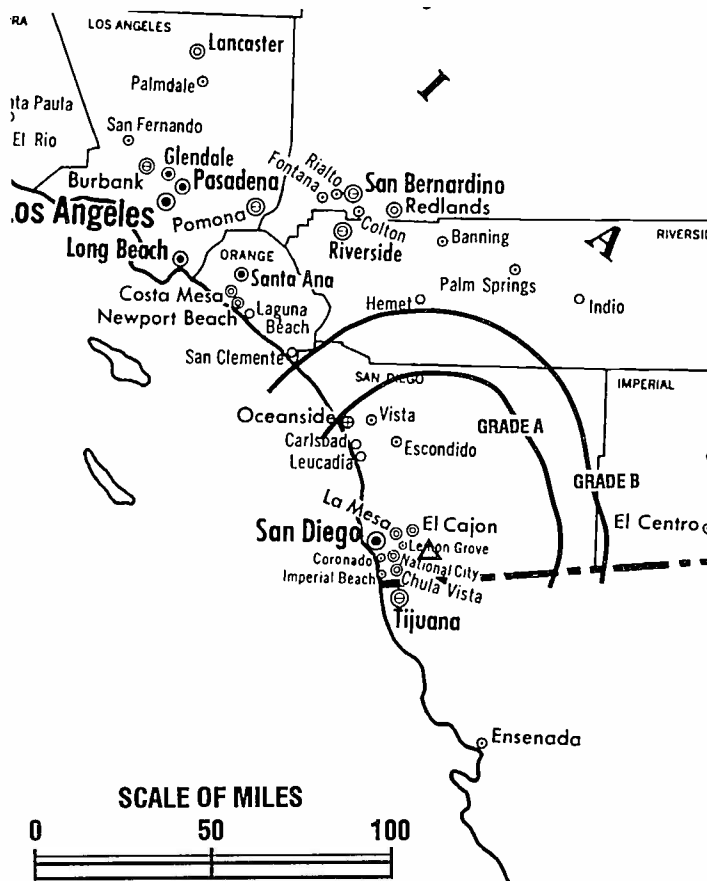 RA
LOS ANGELES
Lancaster
Palmdale
nta Paula
San Fernando
El Rio
Glendale
Burbank
Pasadena
Los Angeles
Pomona
Fontana
Rialto
San Bernardino
Redlands
Colton
Riverside
Banning
RIVERSID
I
A
Long Beach
ORANGE
Santa Ana
Costa Mesa
Newport Beach
Laguna
Beach
Palm Springs
Hemet
Indio
San Clemente
SAN DIEGO
IMPERIAL
Oceanside
Vista
GRADE A
Carlsbad
Escondido
Leucadia
GRADE B
La Mesa
El Cajon
El Centro
San Diego
Lemon Grove
Coronado
National City
Imperial Beach
Chula Vista
Tijuana
Ensenada
SCALE OF MILES
0 50 100